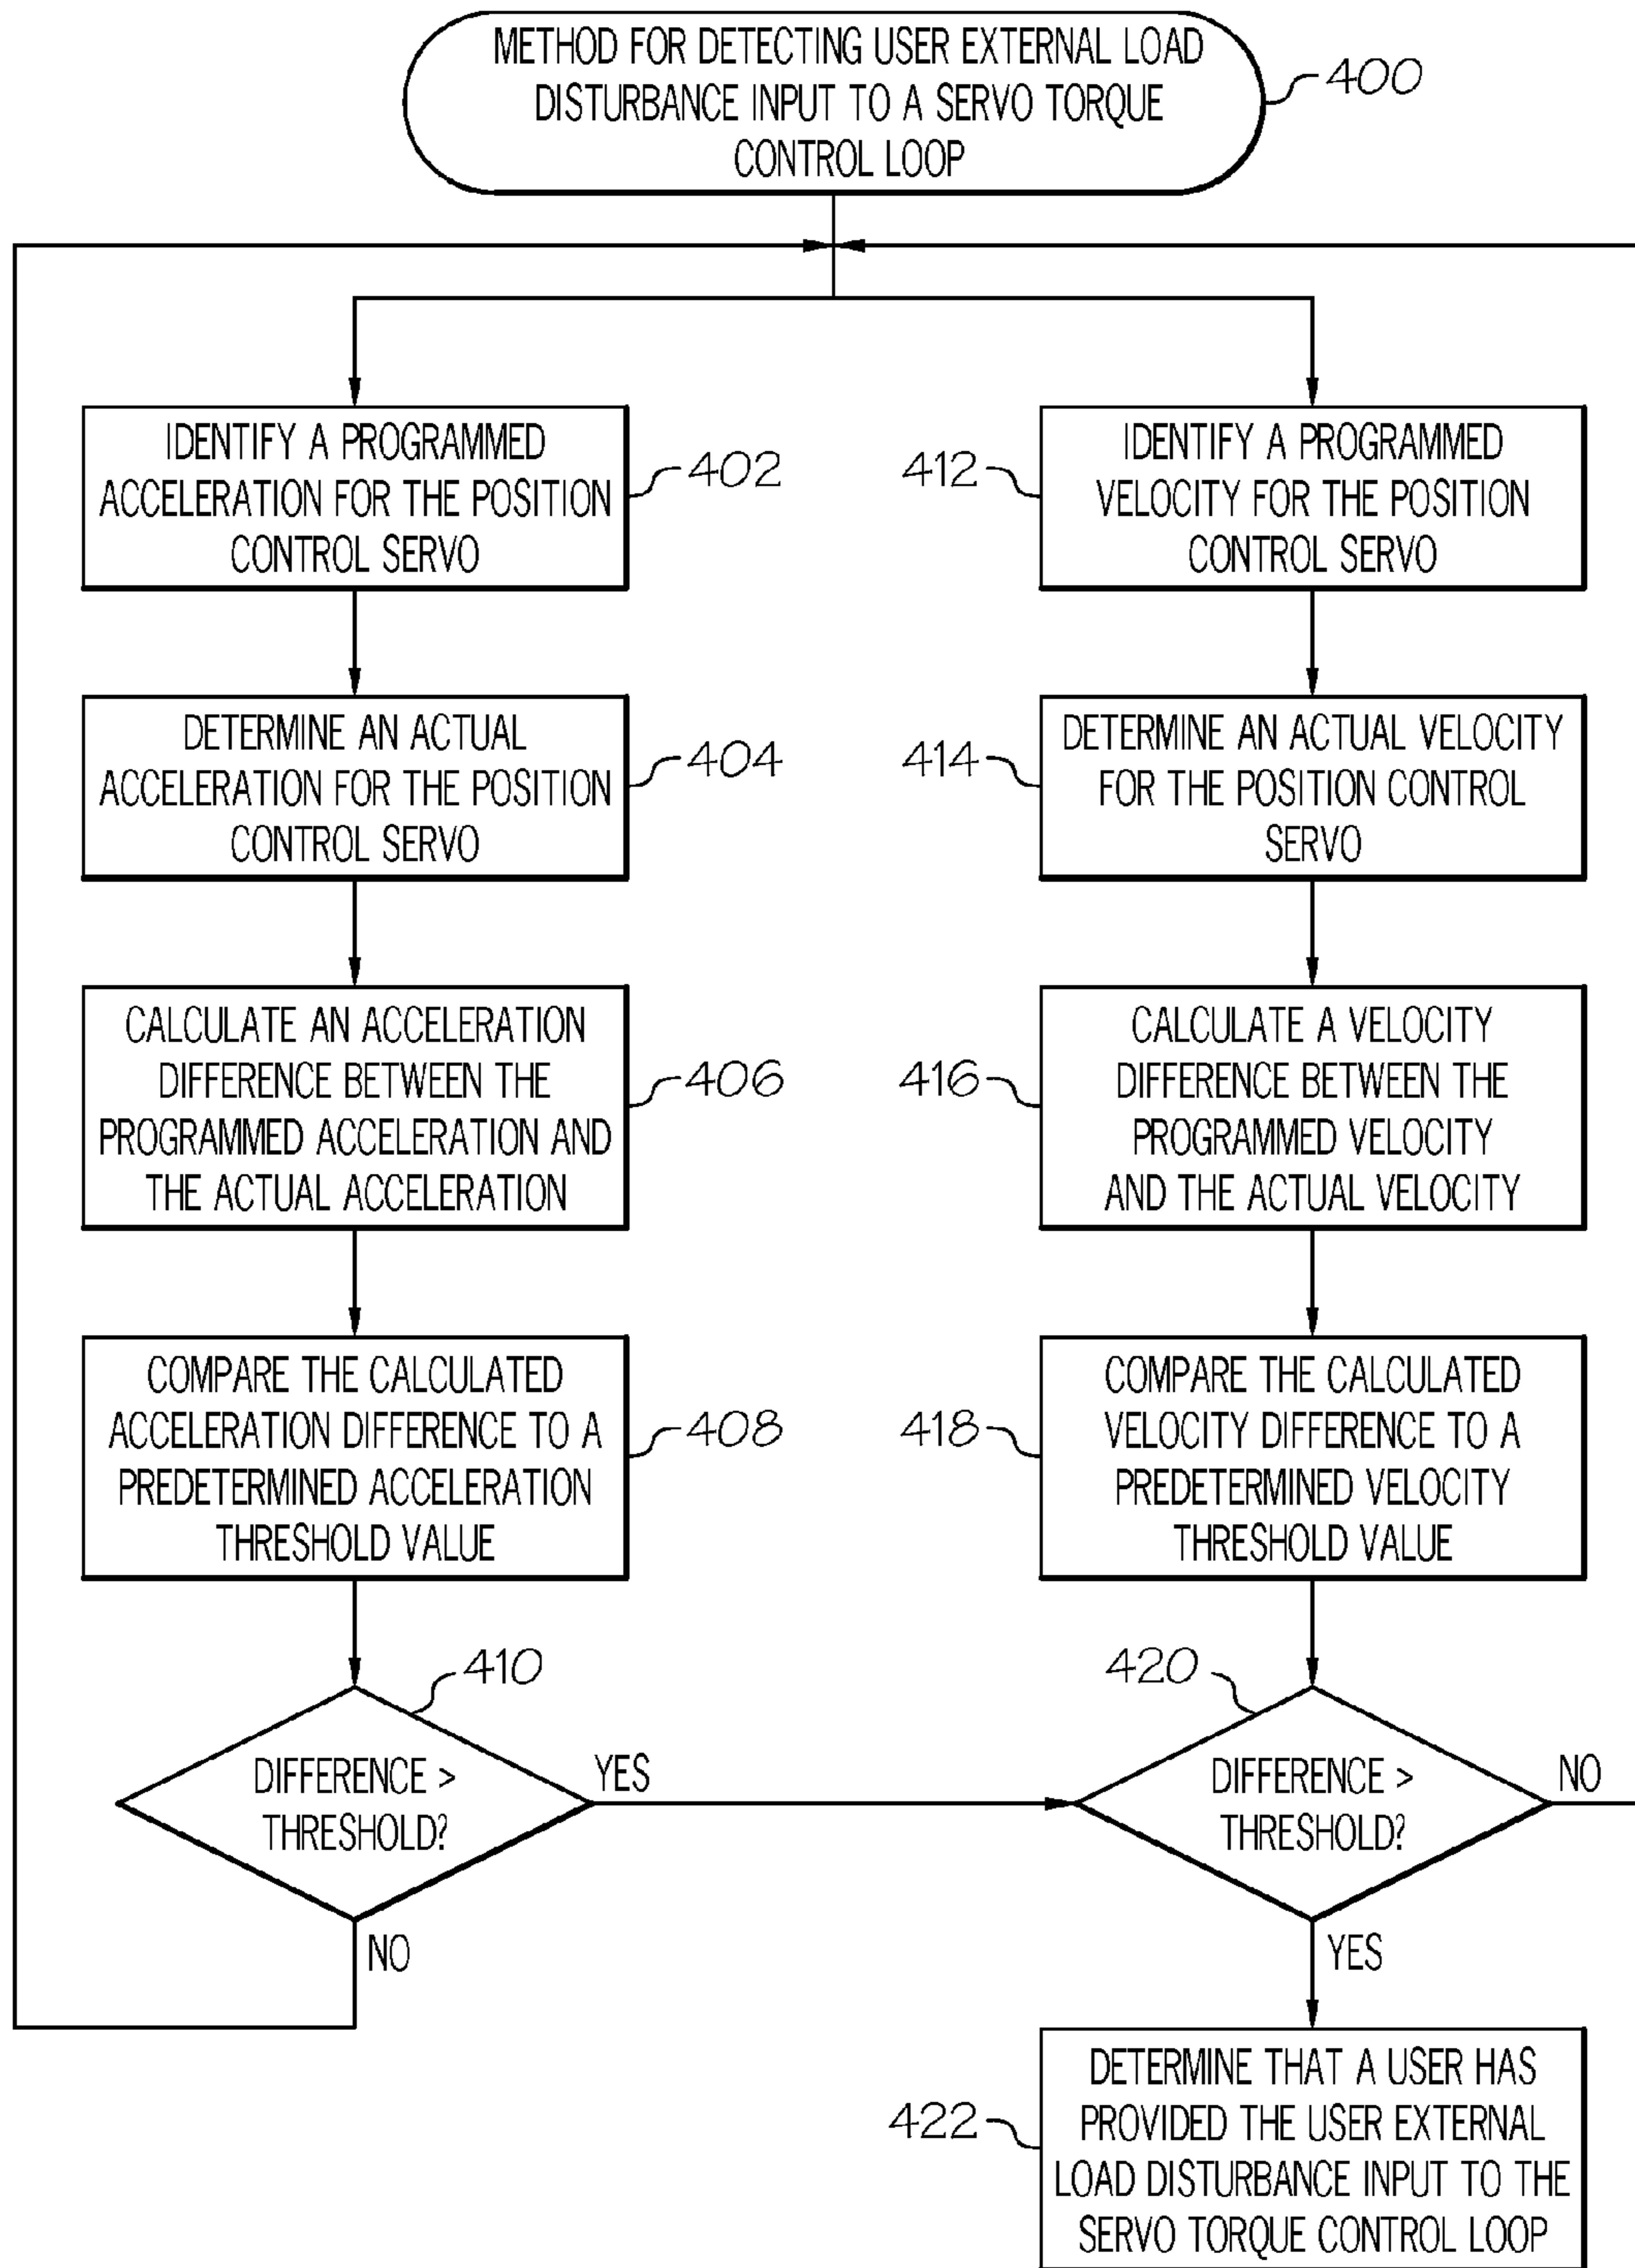 METHOD FOR DETECTING USER EXTERNAL LOAD
DISTURBANCE INPUT TO A SERVO TORQUE
CONTROL LOOP
400
IDENTIFY A PROGRAMMED
ACCELERATION FOR THE POSITION
CONTROL SERVO
402
DETERMINE AN ACTUAL
ACCELERATION FOR THE POSITION
CONTROL SERVO
404
CALCULATE AN ACCELERATION
DIFFERENCE BETWEEN THE
PROGRAMMED ACCELERATION AND
THE ACTUAL ACCELERATION
406
COMPARE THE CALCULATED
ACCELERATION DIFFERENCE TO A
PREDETERMINED ACCELERATION
THRESHOLD VALUE
408
410
DIFFERENCE >
THRESHOLD?
YES
NO
412
IDENTIFY A PROGRAMMED
VELOCITY FOR THE POSITION
CONTROL SERVO
414
DETERMINE AN ACTUAL VELOCITY
FOR THE POSITION CONTROL
SERVO
416
CALCULATE A VELOCITY
DIFFERENCE BETWEEN THE
PROGRAMMED VELOCITY
AND THE ACTUAL VELOCITY
418
COMPARE THE CALCULATED
VELOCITY DIFFERENCE TO A
PREDETERMINED VELOCITY
THRESHOLD VALUE
420
DIFFERENCE >
THRESHOLD?
NO
YES
422
DETERMINE THAT A USER HAS
PROVIDED THE USER EXTERNAL
LOAD DISTURBANCE INPUT TO THE
SERVO TORQUE CONTROL LOOP